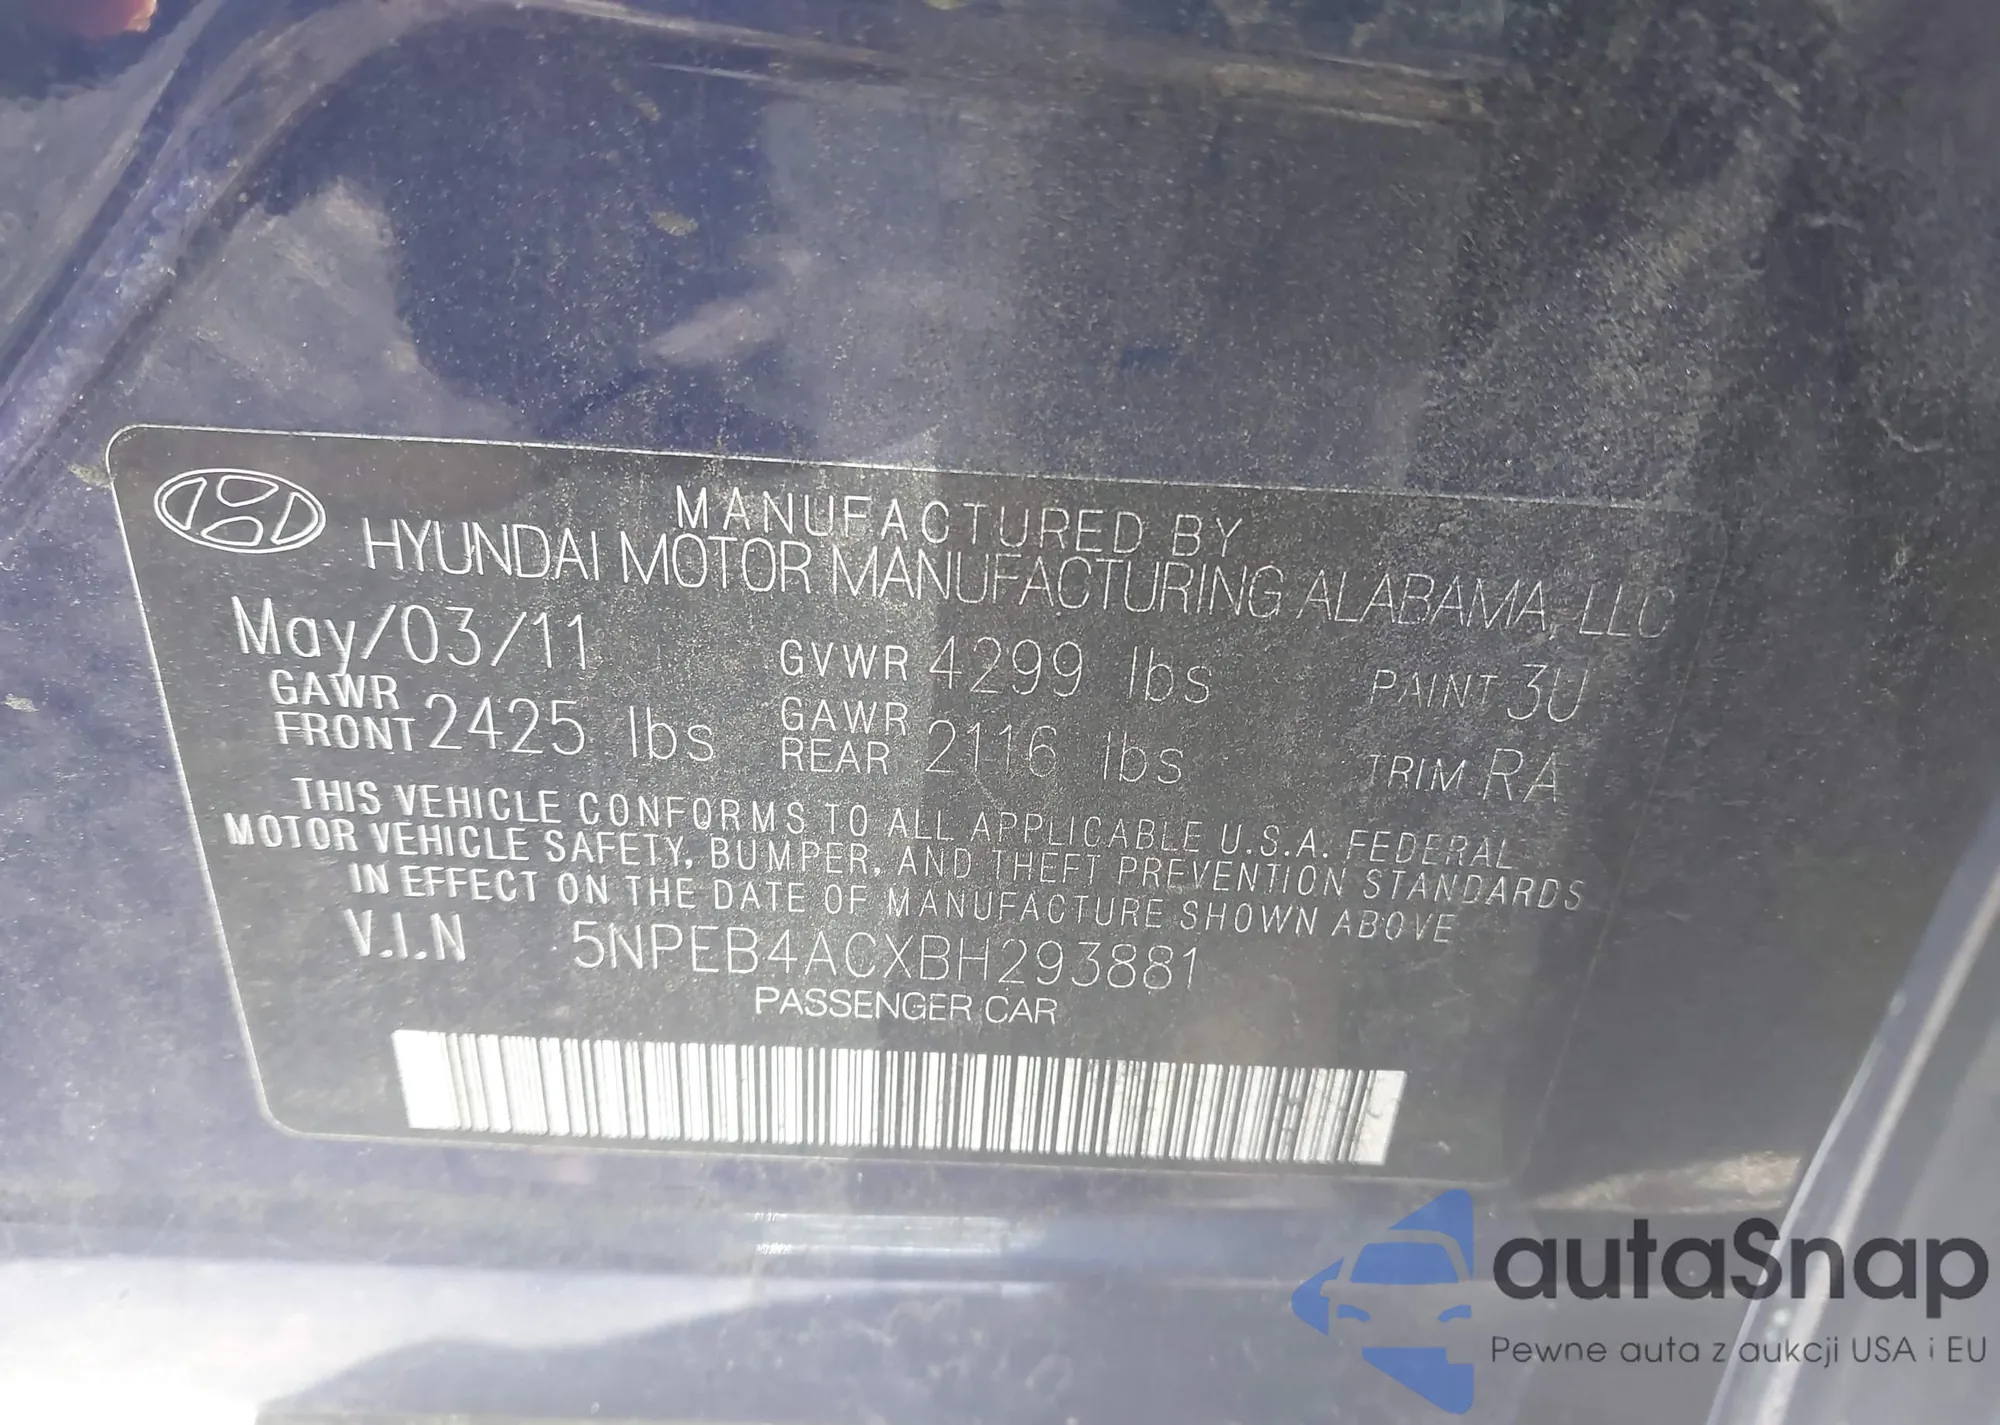 MANUFACTURED BY
HYUNDAI MOTOR MANUFACTURING ALABAMA, LLC
May/03/11 GVWR 4299 lbs PAINT 3U
GAWR FRONT 2425 lbs GAWR REAR 2116 lbs TRIM RA
THIS VEHICLE CONFORMS TO ALL APPLICABLE U.S.A. FEDERAL
MOTOR VEHICLE SAFETY, BUMPER, AND THEFT PREVENTION STANDARDS
IN EFFECT ON THE DATE OF MANUFACTURE SHOWN ABOVE
V.I.N 5NPEB4ACXBH293881
PASSENGER CAR
autaSnap
Pewne auta z aukcji USA i EU